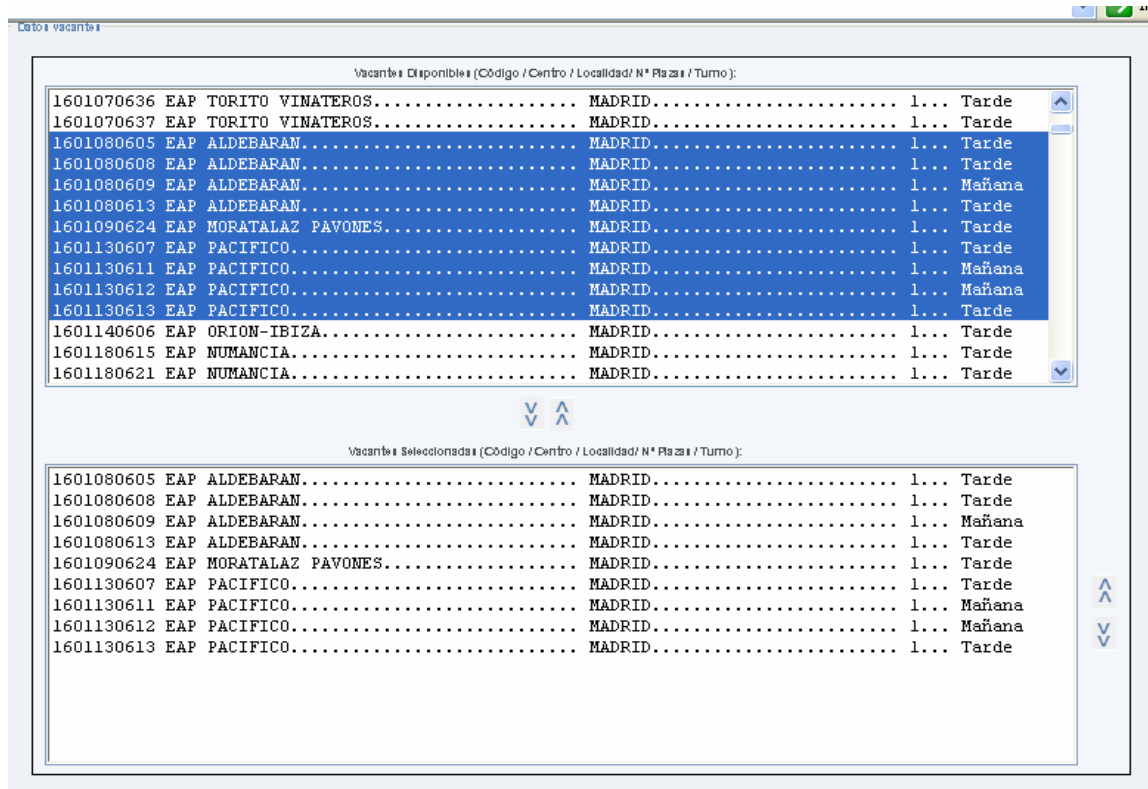 Datos vacantes
Vacantes Disponibles (Código / Centro / Localidad/ Nº Plazas / Turno):
1601070636 EAP TORITO VINATEROS.................... MADRID........................ 1... Tarde
1601070637 EAP TORITO VINATEROS.................... MADRID........................ 1... Tarde
1601080605 EAP ALDEBARAN........................... MADRID........................ 1... Tarde
1601080608 EAP ALDEBARAN........................... MADRID........................ 1... Tarde
1601080609 EAP ALDEBARAN........................... MADRID........................ 1... Mañana
1601080613 EAP ALDEBARAN........................... MADRID........................ 1... Tarde
1601090624 EAP MORATALAZ PAVONES................... MADRID........................ 1... Tarde
1601130607 EAP PACIFICO............................ MADRID........................ 1... Tarde
1601130611 EAP PACIFICO............................ MADRID........................ 1... Mañana
1601130612 EAP PACIFICO............................ MADRID........................ 1... Mañana
1601130613 EAP PACIFICO............................ MADRID........................ 1... Tarde
1601140606 EAP ORION-IBIZA......................... MADRID........................ 1... Tarde
1601180615 EAP NUMANCIA............................ MADRID........................ 1... Tarde
1601180621 EAP NUMANCIA............................ MADRID........................ 1... Tarde
Vacantes Seleccionadas (Código / Centro / Localidad/ Nº Plazas / Turno):
1601080605 EAP ALDEBARAN........................... MADRID........................ 1... Tarde
1601080608 EAP ALDEBARAN........................... MADRID........................ 1... Tarde
1601080609 EAP ALDEBARAN........................... MADRID........................ 1... Mañana
1601080613 EAP ALDEBARAN........................... MADRID........................ 1... Tarde
1601090624 EAP MORATALAZ PAVONES................... MADRID........................ 1... Tarde
1601130607 EAP PACIFICO............................ MADRID........................ 1... Tarde
1601130611 EAP PACIFICO............................ MADRID........................ 1... Mañana
1601130612 EAP PACIFICO............................ MADRID........................ 1... Mañana
1601130613 EAP PACIFICO............................ MADRID........................ 1... Tarde